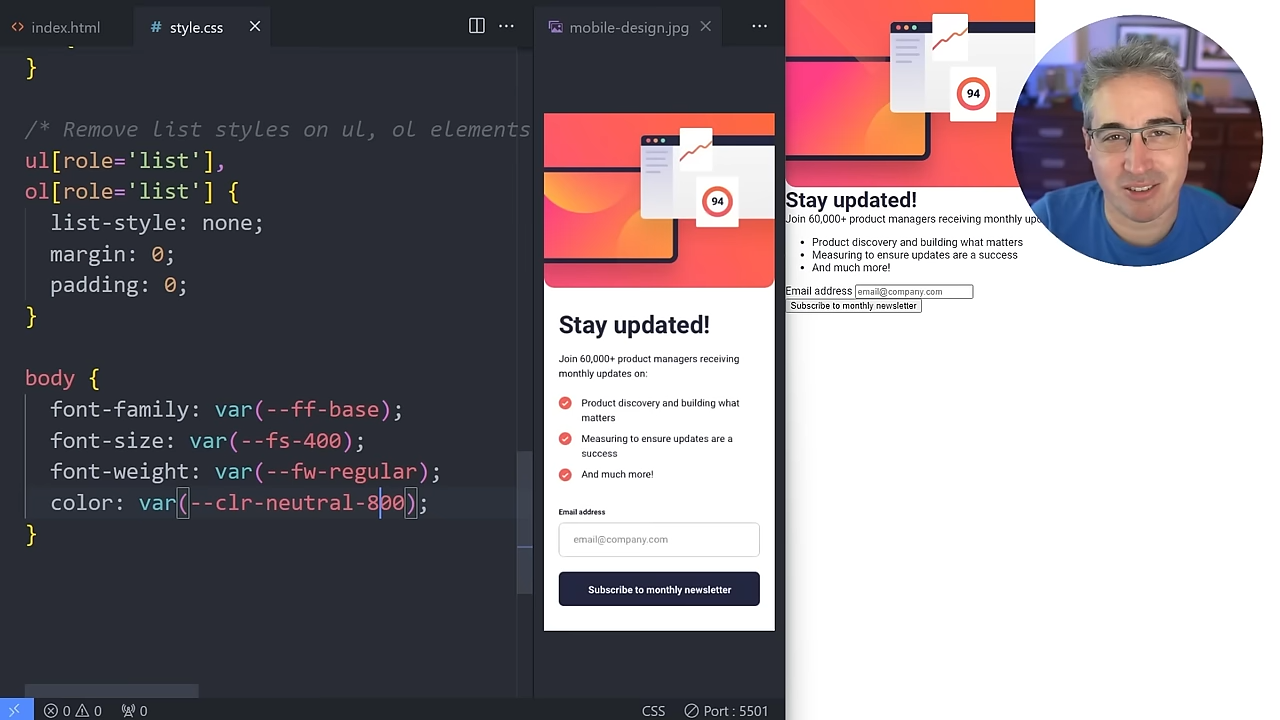 index.html
# style.css
mobile-design.jpg
}
/* Remove list styles on ul, ol elements
ul[role='list'],
ol[role='list'] {
list-style: none;
margin: 0;
padding: 0;
}
body {
font-family: var(--ff-base);
font-size: var(--fs-400);
font-weight: var(--fw-regular);
color: var(--clr-neutral-800);
}
0 0 0
CSS
Port : 5501
94
Stay updated!
Join 60,000+ product managers receiving
monthly updates on:
Product discovery and building what
matters
Measuring to ensure updates are a
success
And much more!
Email address
email@company.com
Subscribe to monthly newsletter
94
Stay updated!
Join 60,000+ product managers receiving monthly upd
• Product discovery and building what matters
• Measuring to ensure updates are a success
• And much more!
Email address email@company.com
Subscribe to monthly newsletter